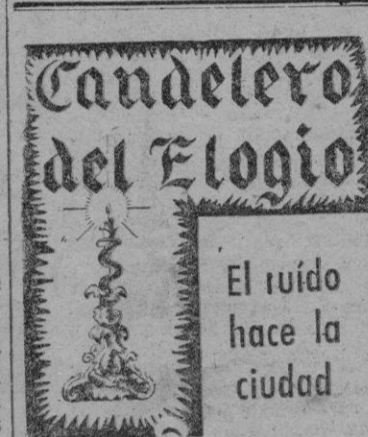 Candelero
del Elogio
El ruído
hace la
ciudad